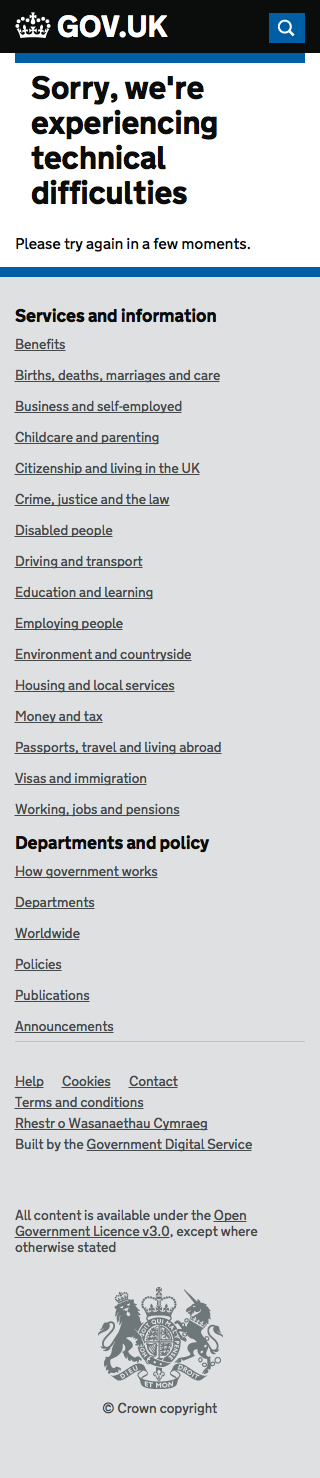 GOV.UK
Sorry, we're
experiencing
technical
difficulties
Please try again in a few moments.
Services and information
Benefits
Births, deaths, marriages and care
Business and self-employed
Childcare and parenting
Citizenship and living in the UK
Crime, justice and the law
Disabled people
Driving and transport
Education and learning
Employing people
Environment and countryside
Housing and local services
Money and tax
Passports, travel and living abroad
Visas and immigration
Working, jobs and pensions
Departments and policy
How government works
Departments
Worldwide
Policies
Publications
Announcements
Help Cookies Contact
Terms and conditions
Rhestr o Wasanaethau Cymraeg
Built by the Government Digital Service
All content is available under the Open
Government Licence v3.0, except where
otherwise stated
DIEU ET MON DROIT
© Crown copyright